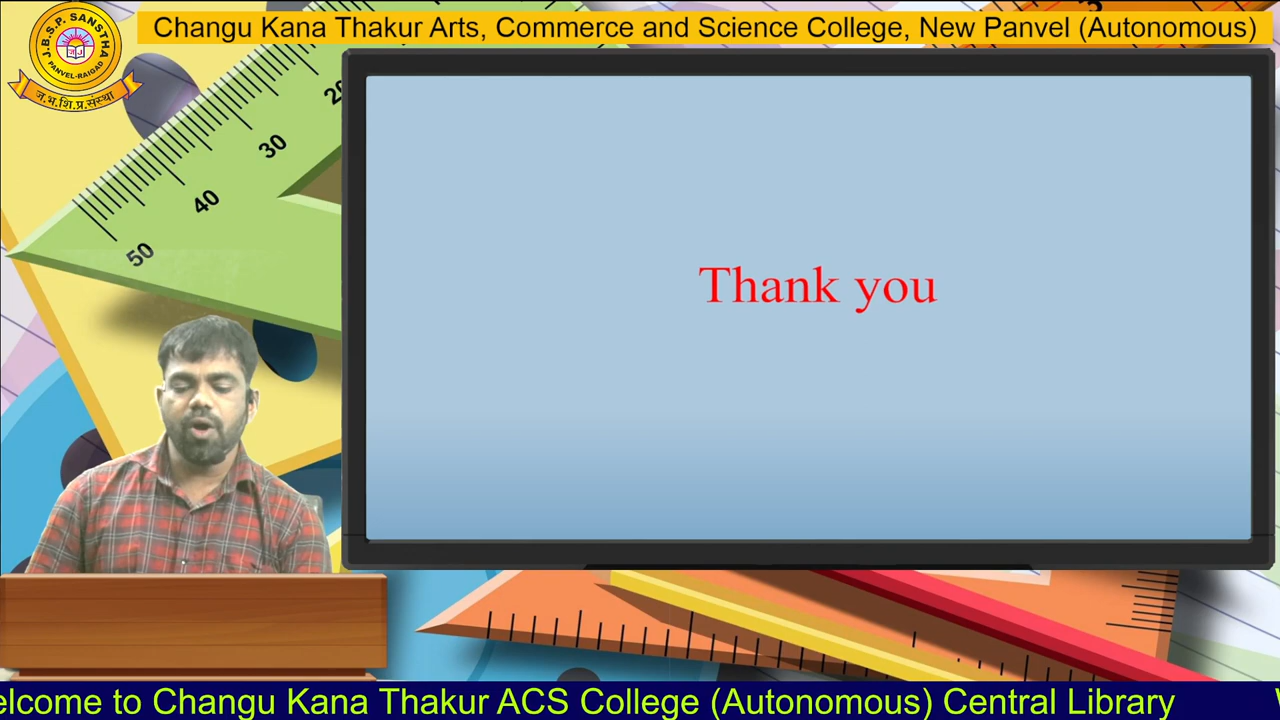 J.B.S.P. SANSTHA
PANVEL-RAIGAD
ज.भ.शि.प्र.संस्था
Changu Kana Thakur Arts, Commerce and Science College, New Panvel (Autonomous)
30
40
50
Thank you
elcome to Changu Kana Thakur ACS College (Autonomous) Central Library